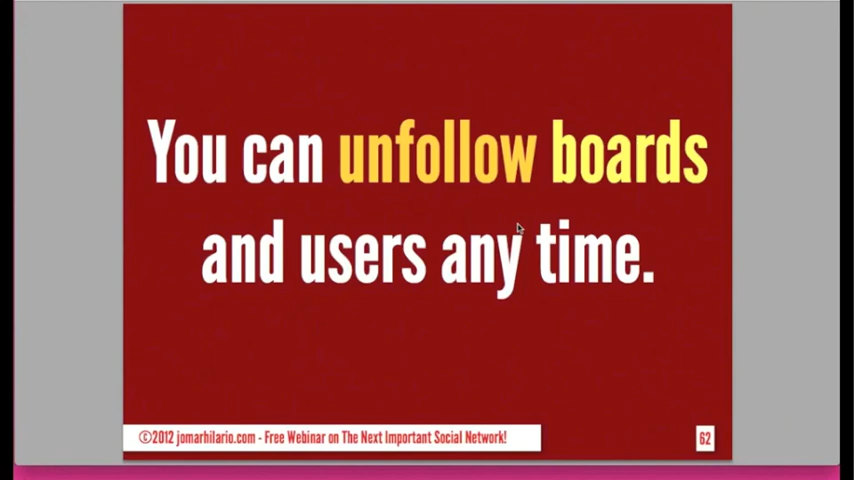 You can unfollow boards
and users any time.
©2012 jomarhilario.com - Free Webinar on The Next Important Social Network!
62